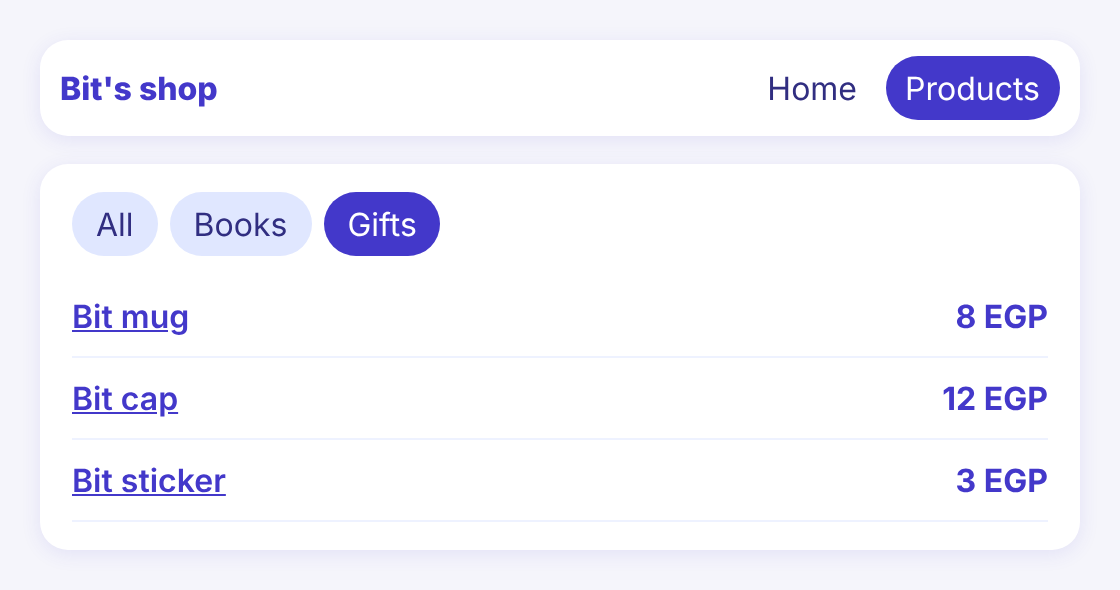 Bit's shop Home Products
All Books Gifts
Bit mug 8 EGP
Bit cap 12 EGP
Bit sticker 3 EGP